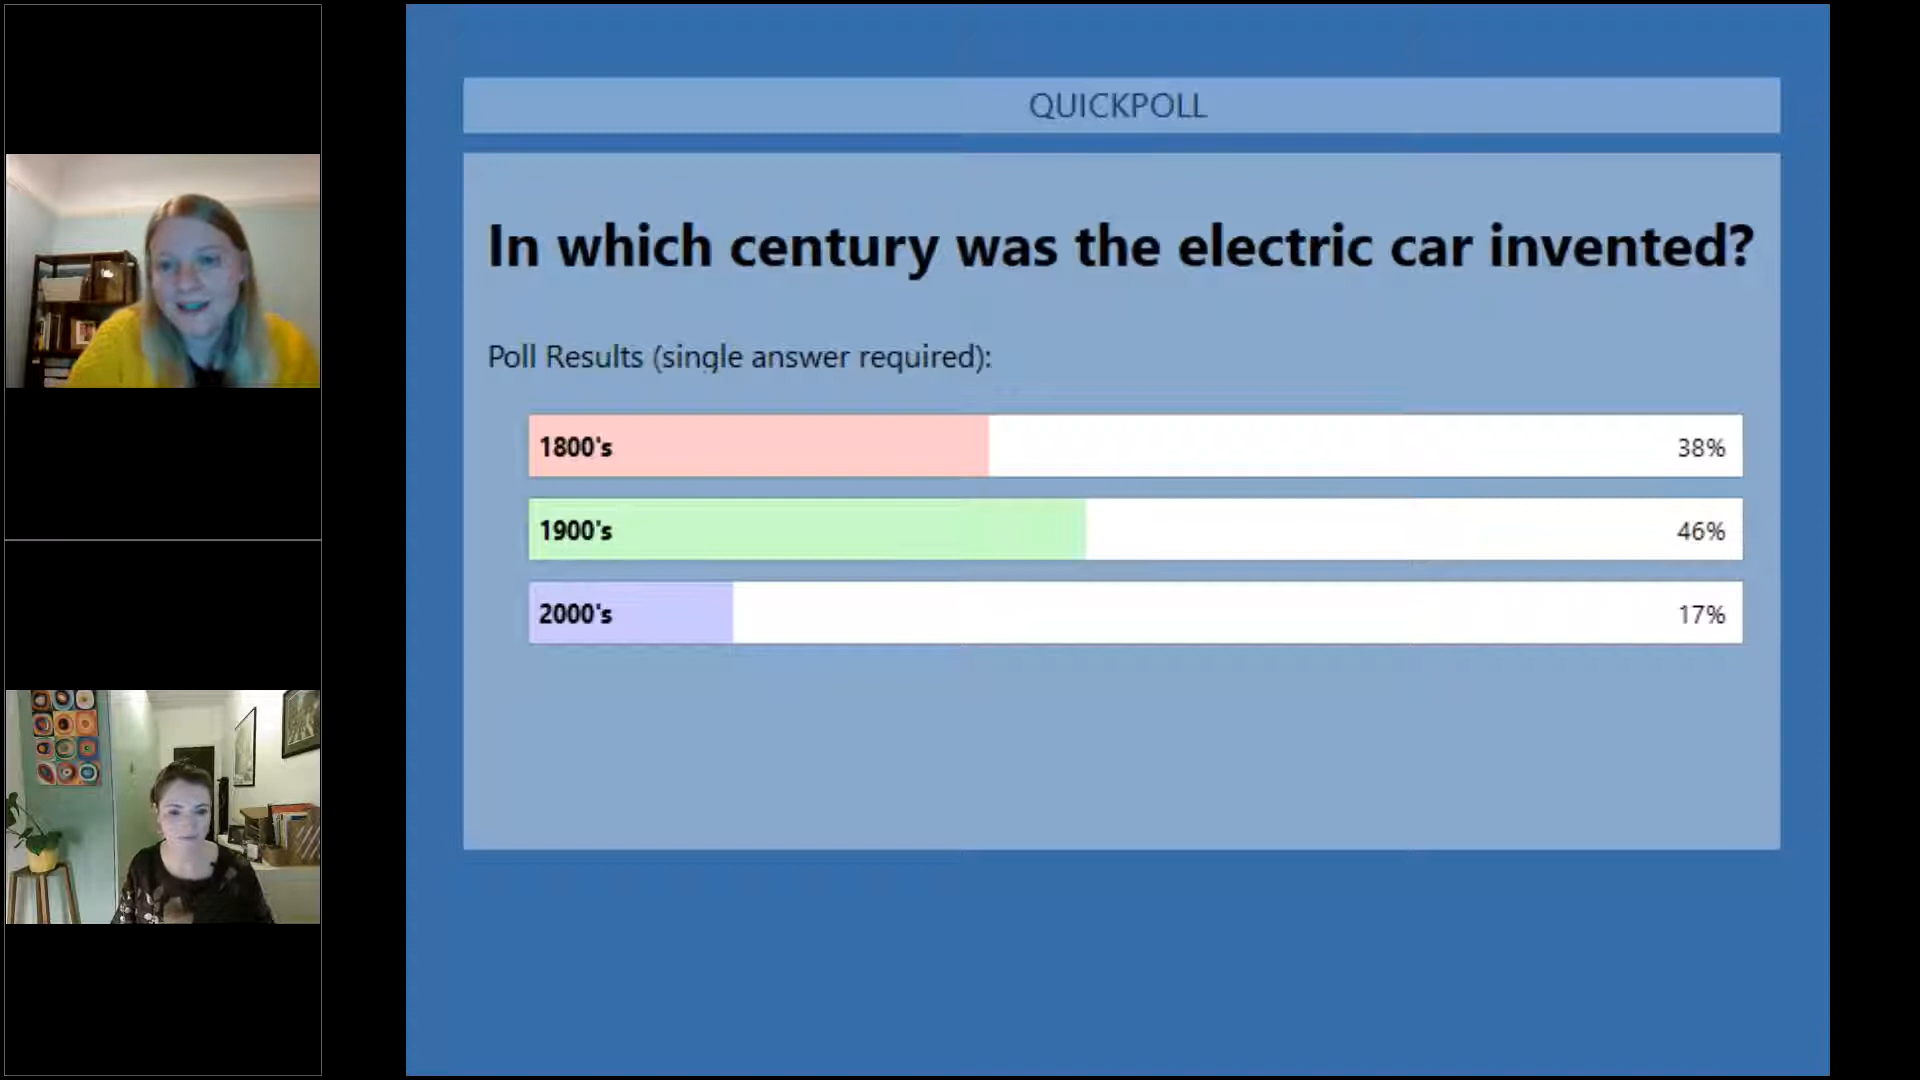 QUICKPOLL
In which century was the electric car invented?
Poll Results (single answer required):
1800's 38%
1900's 46%
2000's 17%